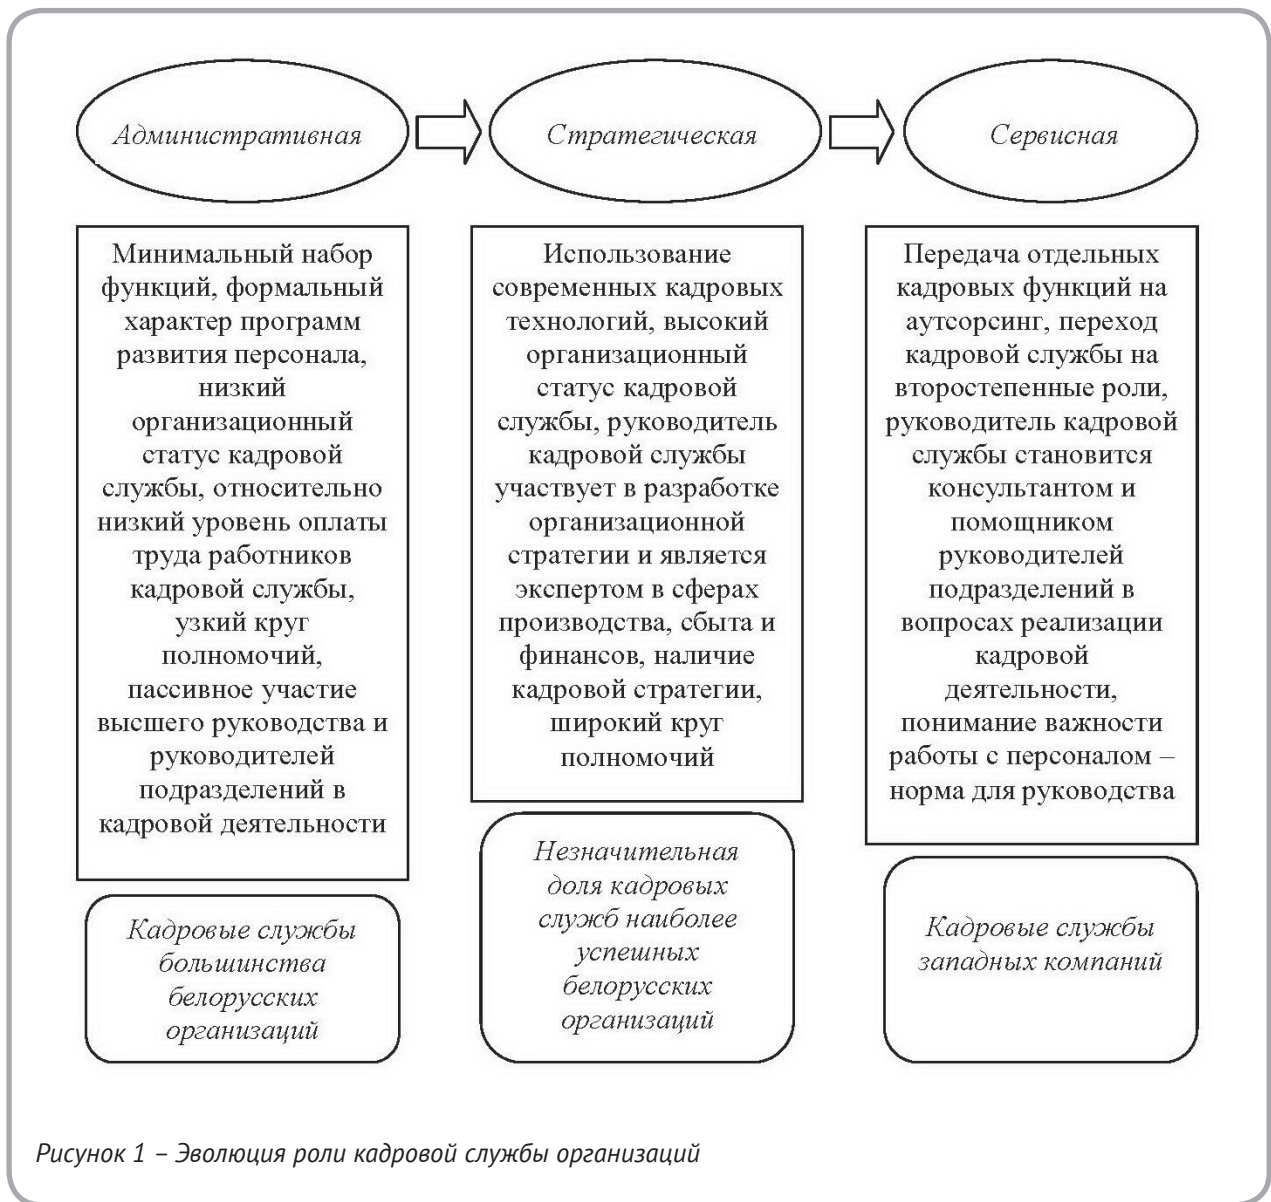 Административная
Стратегическая
Сервисная
Минимальный набор
функций, формальный
характер программ
развития персонала,
низкий
организационный
статус кадровой
службы, относительно
низкий уровень оплаты
труда работников
кадровой службы,
узкий круг
полномочий,
пассивное участие
высшего руководства и
руководителей
подразделений в
кадровой деятельности
Использование
современных кадровых
технологий, высокий
организационный
статус кадровой
службы, руководитель
кадровой службы
участвует в разработке
организационной
стратегии и является
экспертом в сферах
производства, сбыта и
финансов, наличие
кадровой стратегии,
широкий круг
полномочий
Передача отдельных
кадровых функций на
аутсорсинг, переход
кадровой службы на
второстепенные роли,
руководитель кадровой
службы становится
консультантом и
помощником
руководителей
подразделений в
вопросах реализации
кадровой
деятельности,
понимание важности
работы с персоналом –
норма для руководства
Кадровые службы
большинства
белорусских
организаций
Незначительная
доля кадровых
служб наиболее
успешных
белорусских
организаций
Кадровые службы
западных компаний
Рисунок 1 – Эволюция роли кадровой службы организаций